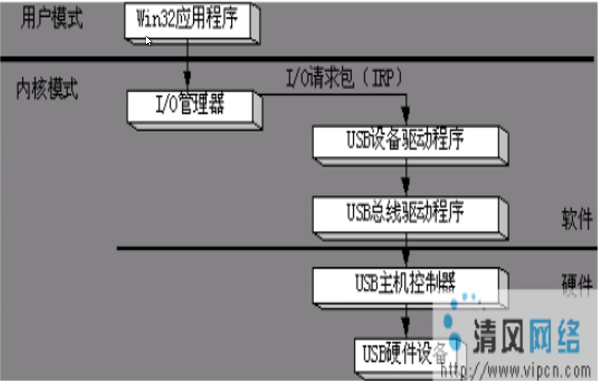 用户模式
Win32应用程序
内核模式
I/O管理器
I/O请求包（IRP）
USB设备驱动程序
USB总线驱动程序
软件
USB主机控制器
硬件
USB硬件设备
清风网络
www.vipcn.com